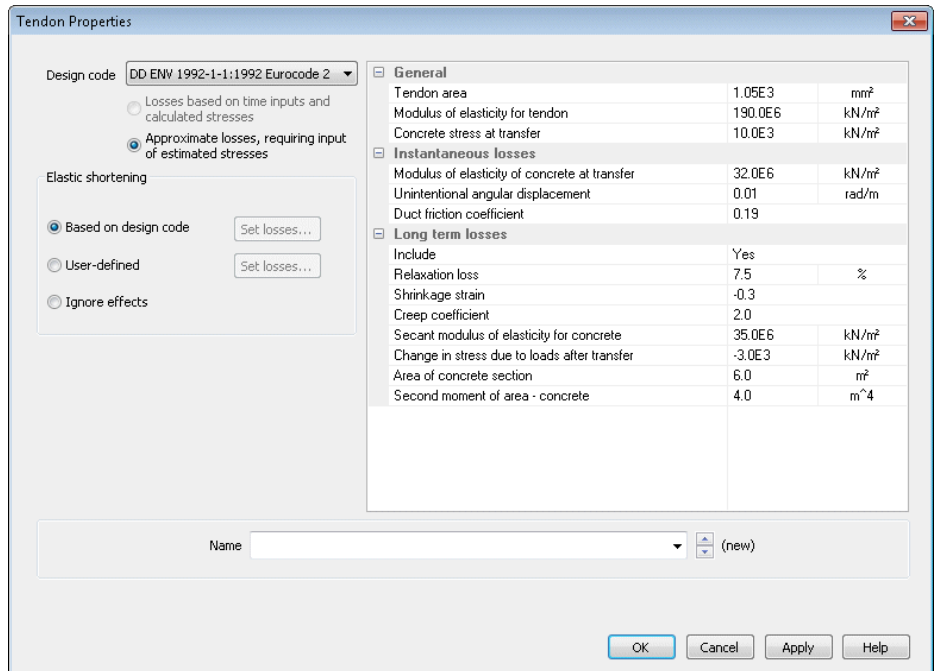 Tendon Properties
Design code DD ENV 1992-1-1:1992 Eurocode 2
Losses based on time inputs and
calculated stresses
Approximate losses, requiring input
of estimated stresses
Elastic shortening
Based on design code Set losses...
User-defined Set losses...
Ignore effects
General
Tendon area 1.05E3 mm²
Modulus of elasticity for tendon 190.0E6 kN/m²
Concrete stress at transfer 10.0E3 kN/m²
Instantaneous losses
Modulus of elasticity of concrete at transfer 32.0E6 kN/m²
Unintentional angular displacement 0.01 rad/m
Duct friction coefficient 0.19
Long term losses
Include Yes
Relaxation loss 7.5 %
Shrinkage strain -0.3
Creep coefficient 2.0
Secant modulus of elasticity for concrete 35.0E6 kN/m²
Change in stress due to loads after transfer -3.0E3 kN/m²
Area of concrete section 6.0 m²
Second moment of area - concrete 4.0 m^4
Name (new)
OK Cancel Apply Help